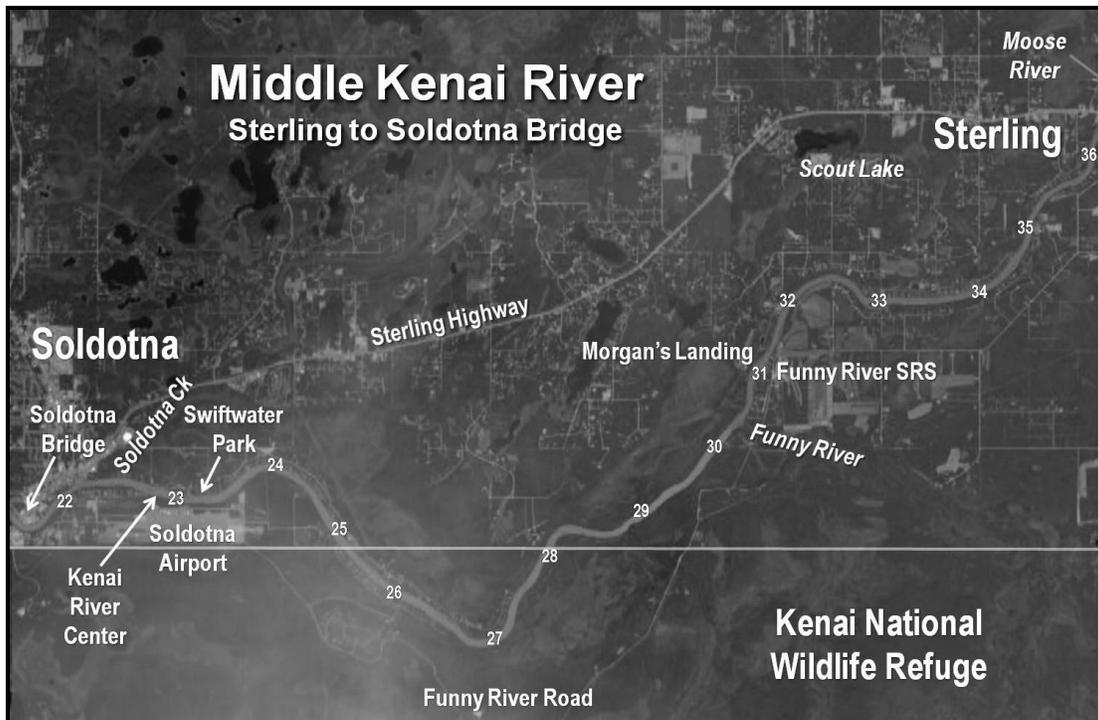 Middle Kenai River
Sterling to Soldotna Bridge
Moose
River
Sterling
Scout Lake
36
35
34
33
32
Sterling Highway
Morgan's Landing
31
Funny River SRS
Funny River
30
29
28
27
26
25
24
23
22
Soldotna
Soldotna Ck
Soldotna
Bridge
Swiftwater
Park
Soldotna
Airport
Kenai
River
Center
Kenai National
Wildlife Refuge
Funny River Road